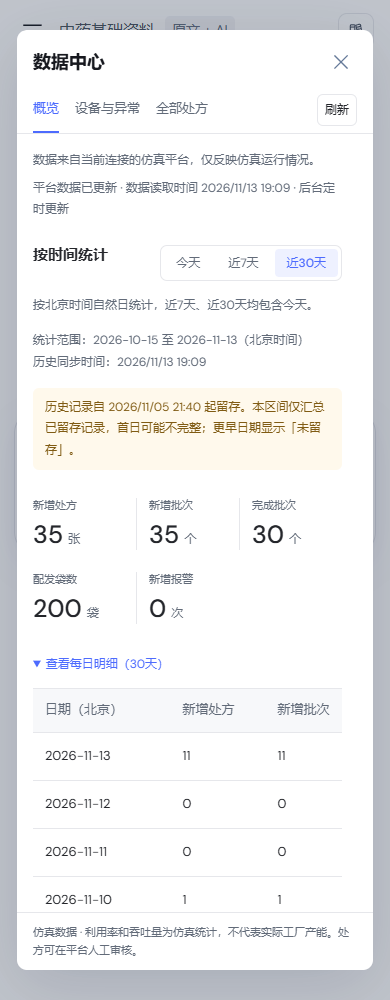 中药基础资料 原文 + AI
数据中心
概览 设备与异常 全部处方 刷新
数据来自当前连接的仿真平台，仅反映仿真运行情况。
平台数据已更新 · 数据读取时间 2026/11/13 19:09 · 后台定
时更新
按时间统计 今天 近7天 近30天
按北京时间自然日统计，近7天、近30天均包含今天。
统计范围：2026-10-15 至 2026-11-13（北京时间）
历史同步时间：2026/11/13 19:09
历史记录自 2026/11/05 21:40 起留存。本区间仅汇总
已留存记录，首日可能不完整；更早日期显示「未留
存」。
新增处方 新增批次 完成批次
35 张 35 个 30 个
配发袋数 新增报警
200 袋 0 次
▼ 查看每日明细（30天）
日期（北京） 新增处方 新增批次
2026-11-13 11 11
2026-11-12 0 0
2026-11-11 0 0
2026-11-10 1 1
仿真数据 · 利用率和吞吐量为仿真统计，不代表实际工厂产能。处
方可在平台人工审核。